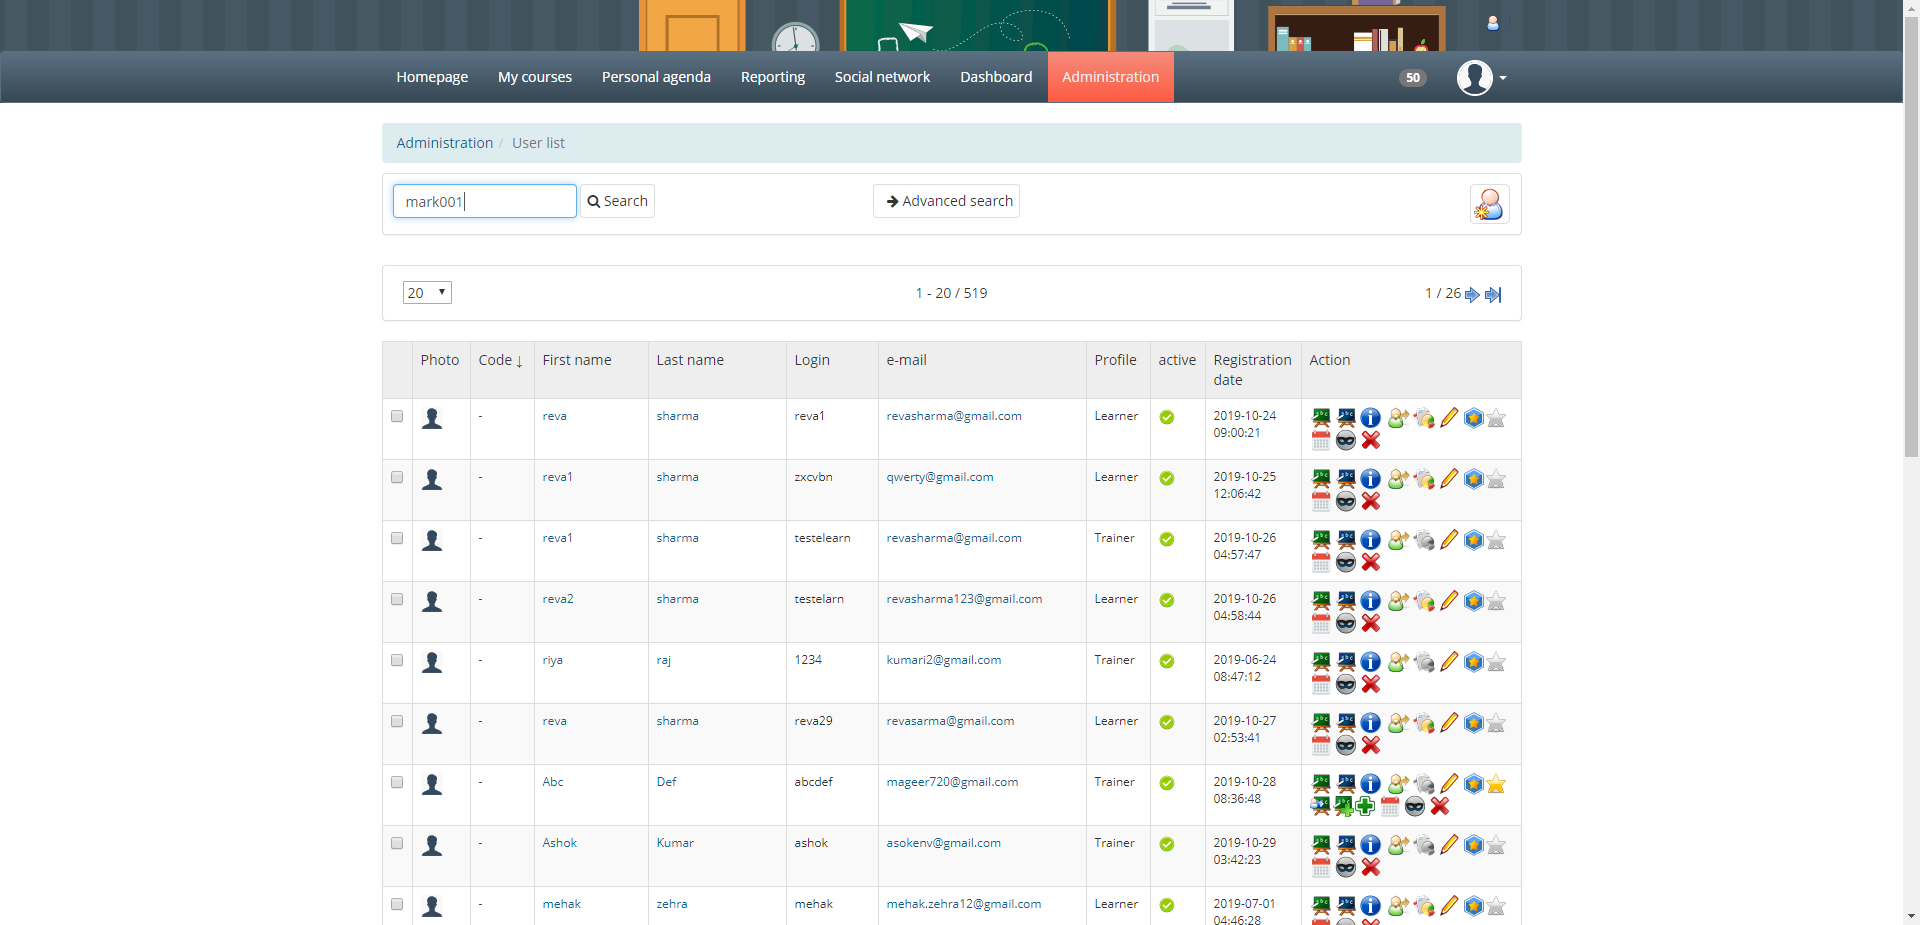 Homepage My courses Personal agenda Reporting Social network Dashboard Administration 50
Administration / User list
mark001 Search Advanced search
20 1 - 20 / 519 1 / 26
Photo Code ↓ First name Last name Login e-mail Profile active Registration date Action
- reva sharma reva1 revasharma@gmail.com Learner 2019-10-24
09:00:21
- reva1 sharma zxcvbn qwerty@gmail.com Learner 2019-10-25
12:06:42
- reva1 sharma testelearn revasharma@gmail.com Trainer 2019-10-26
04:57:47
- reva2 sharma testelarn revasharma123@gmail.com Learner 2019-10-26
04:58:44
- riya raj 1234 kumari2@gmail.com Trainer 2019-06-24
08:47:12
- reva sharma reva29 revasarma@gmail.com Learner 2019-10-27
02:53:41
- Abc Def abcdef mageer720@gmail.com Trainer 2019-10-28
08:36:48
- Ashok Kumar ashok asokenv@gmail.com Trainer 2019-10-29
03:42:23
- mehak zehra mehak mehak.zehra12@gmail.com Learner 2019-07-01
04:46:28